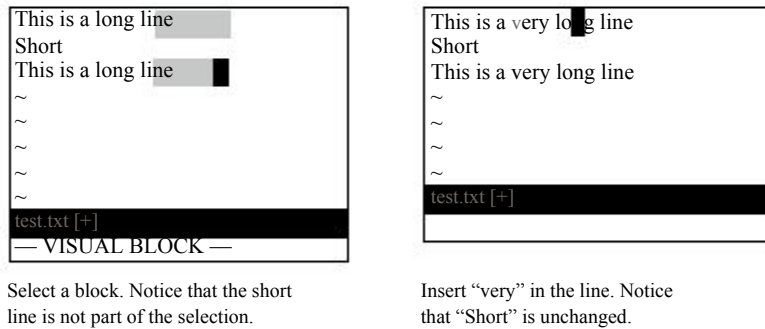 This is a long line
Short
This is a long line
~
~
~
~
~
test.txt [+]
— VISUAL BLOCK —
Select a block. Notice that the short
line is not part of the selection.
This is a very long line
Short
This is a very long line
~
~
~
~
test.txt [+]
Insert “very” in the line. Notice
that “Short” is unchanged.